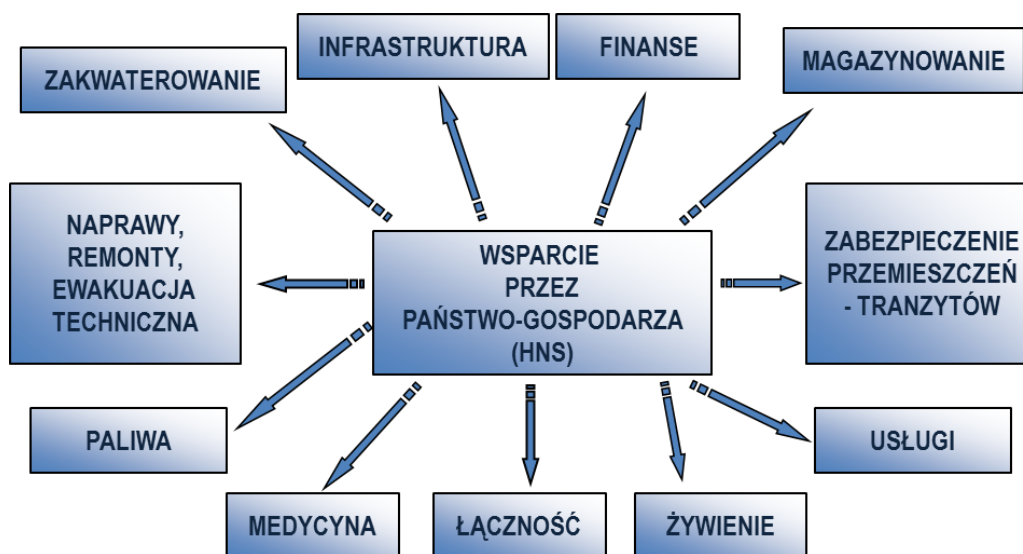 INFRASTRUKTURA
FINANSE
ZAKWATEROWANIE
MAGAZYNOWANIE
NAPRAWY,
REMONTY,
EWAKUACJA
TECHNICZNA
WSPARCIE
PRZEZ
PAŃSTWO-GOSPODARZA
(HNS)
ZABEZPIECZENIE
PRZEMIESZCZEŃ
- TRANZYTÓW
PALIWA
USŁUGI
MEDYCYNA
ŁĄCZNOŚĆ
ŻYWIENIE